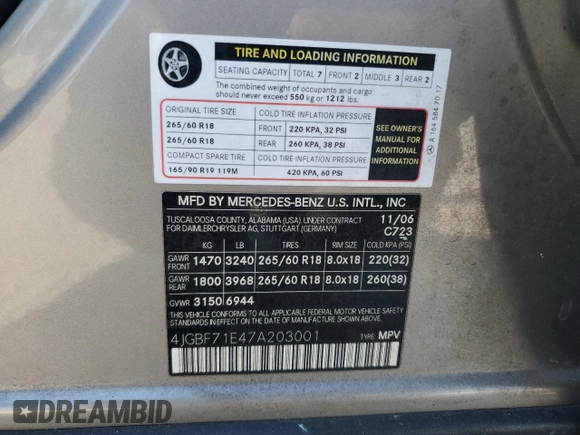 TIRE AND LOADING INFORMATION
SEATING CAPACITY TOTAL 7 FRONT 2 MIDDLE 3 REAR 2
The combined weight of occupants and cargo
should never exceed 550 kg or 1212 lbs.
ORIGINAL TIRE SIZE COLD TIRE INFLATION PRESSURE
265/60 R18 FRONT 220 KPA, 32 PSI
265/60 R18 REAR 260 KPA, 38 PSI
COMPACT SPARE TIRE COLD TIRE INFLATION PRESSURE
165/90 R19 119M 420 KPA, 60 PSI
SEE OWNER'S
MANUAL FOR
ADDITIONAL
INFORMATION
A 164 584 70 17
MFD BY MERCEDES-BENZ U.S. INTL., INC
TUSCALOOSA COUNTY, ALABAMA (USA), UNDER CONTRACT 11/06
FOR DAIMLERCHRYSLER AG, STUTTGART (GERMANY) C723
KG LB TIRES RIM SIZE COLD KPA (PSI)
GAWR FRONT 1470 3240 265/60 R18 8.0x18 220(32)
GAWR REAR 1800 3968 265/60 R18 8.0x18 260(38)
GVWR 3150 6944
THIS VEHICLE CONFORMS TO ALL APPLICABLE FEDERAL MOTOR VEHICLE SAFETY
STANDARDS IN EFFECT ON THE DATE OF MANUFACTURE SHOWN ABOVE.
4JGBF71E47A203001 TYPE: MPV
DREAMBID